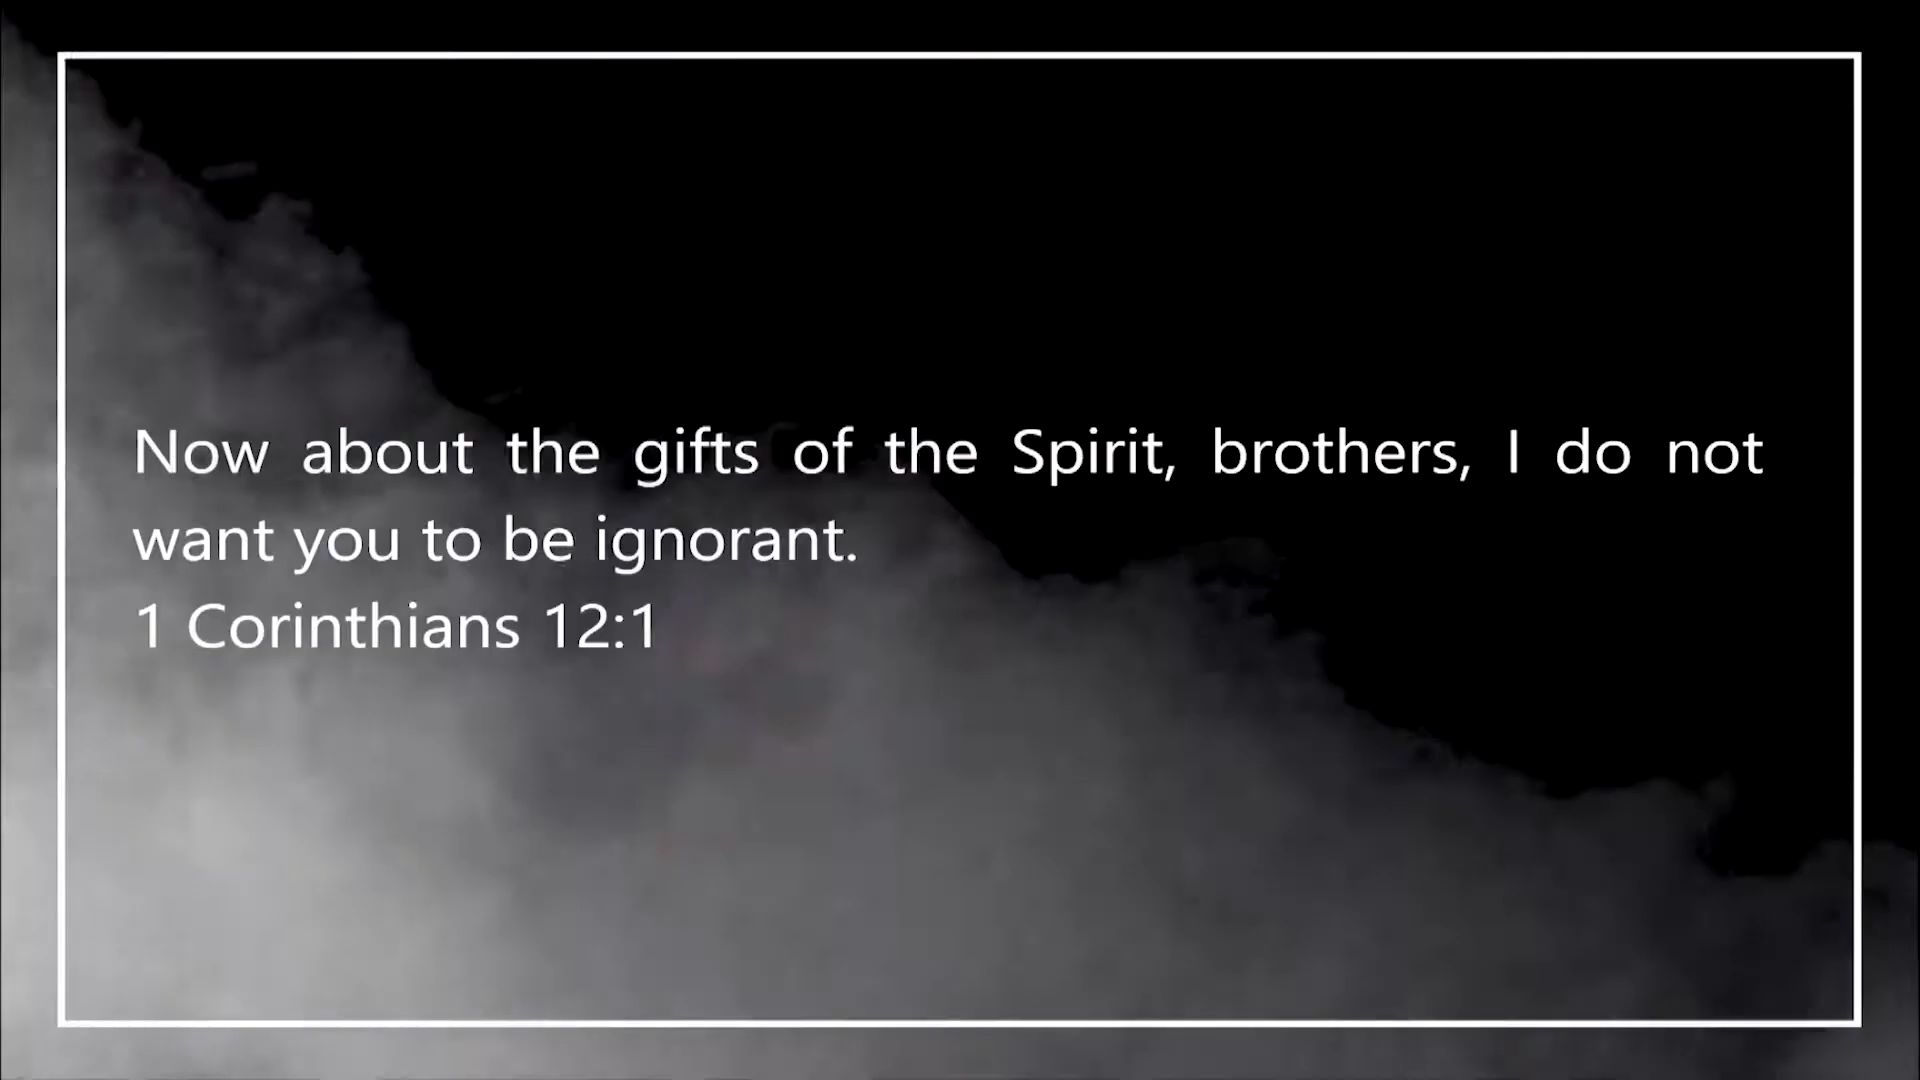 Now about the gifts of the Spirit, brothers, I do not
want you to be ignorant.
1 Corinthians 12:1